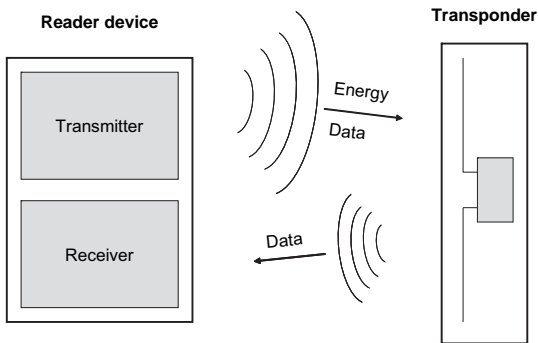 Reader device
Transponder
Transmitter
Energy
Data
Data
Receiver